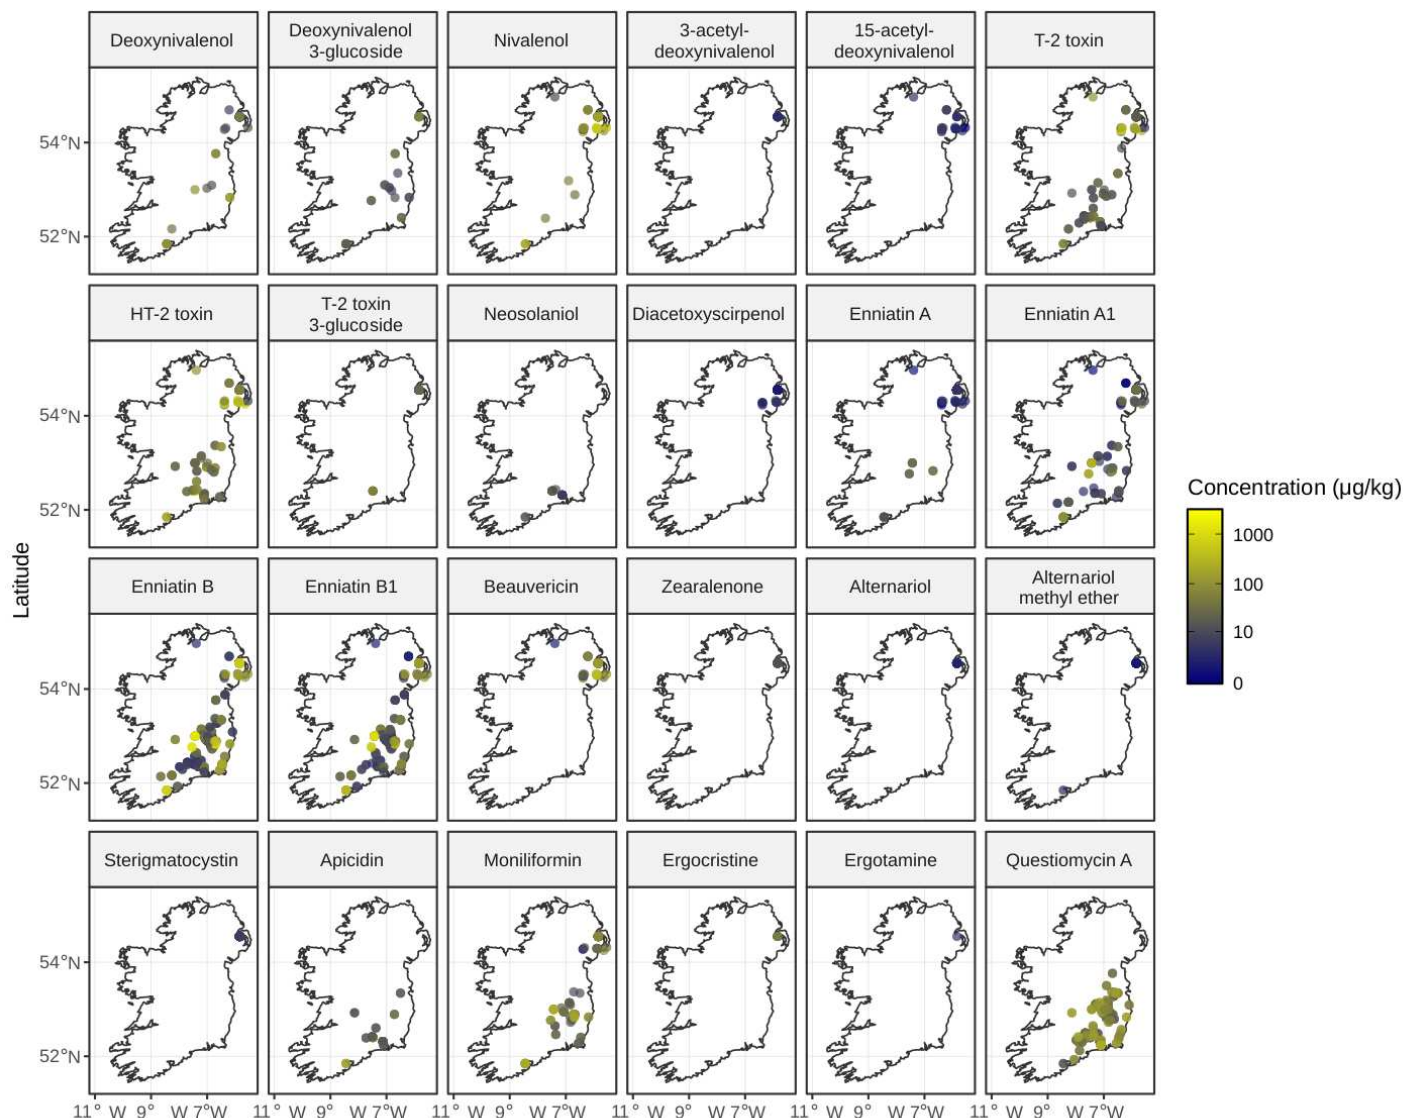 Deoxynivalenol
Deoxynivalenol
3-glucoside
Nivalenol
3-acetyl-
deoxynivalenol
15-acetyl-
deoxynivalenol
T-2 toxin
54°N
52°N
HT-2 toxin
T-2 toxin
3-glucoside
Neosolaniol
Diacetoxyscirpenol
Enniatin A
Enniatin A1
54°N
52°N
Latitude
Concentration (μg/kg)
1000
100
10
0
Enniatin B
Enniatin B1
Beauvericin
Zearalenone
Alternariol
Alternariol
methyl ether
54°N
52°N
Sterigmatocystin
Apicidin
Moniliformin
Ergocristine
Ergotamine
Questiomycin A
54°N
52°N
11° W 9° W 7°W 11° W 9° W 7°W 11° W 9° W 7°W 11° W 9° W 7°W 11° W 9° W 7°W 11° W 9° W 7°W